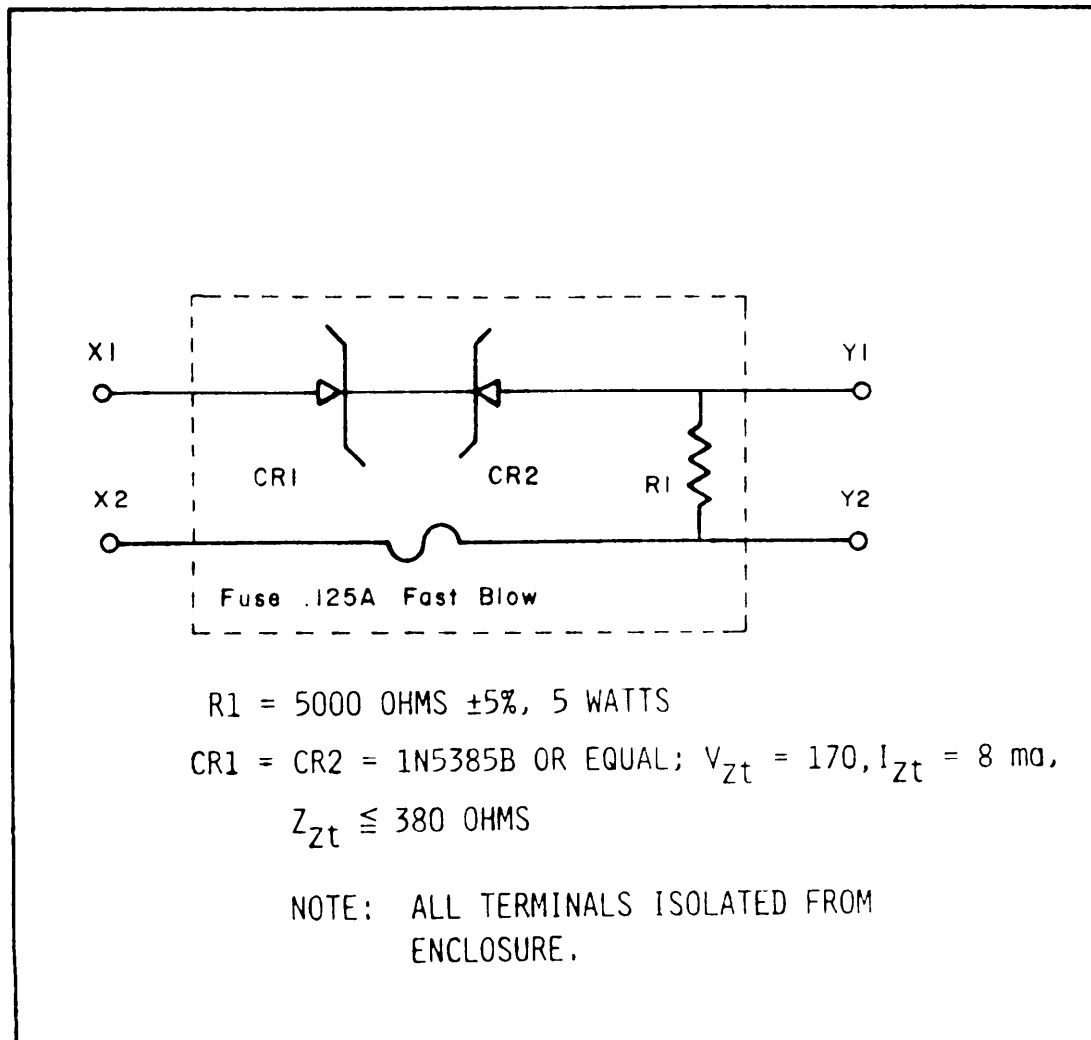 X1
Y1
CR1
CR2
R1
X2
Y2
Fuse .125A Fast Blow
R1 = 5000 OHMS ±5%, 5 WATTS
CR1 = CR2 = 1N5385B OR EQUAL; VZt = 170, IZt = 8 ma,
ZZt ≦ 380 OHMS
NOTE: ALL TERMINALS ISOLATED FROM
ENCLOSURE.